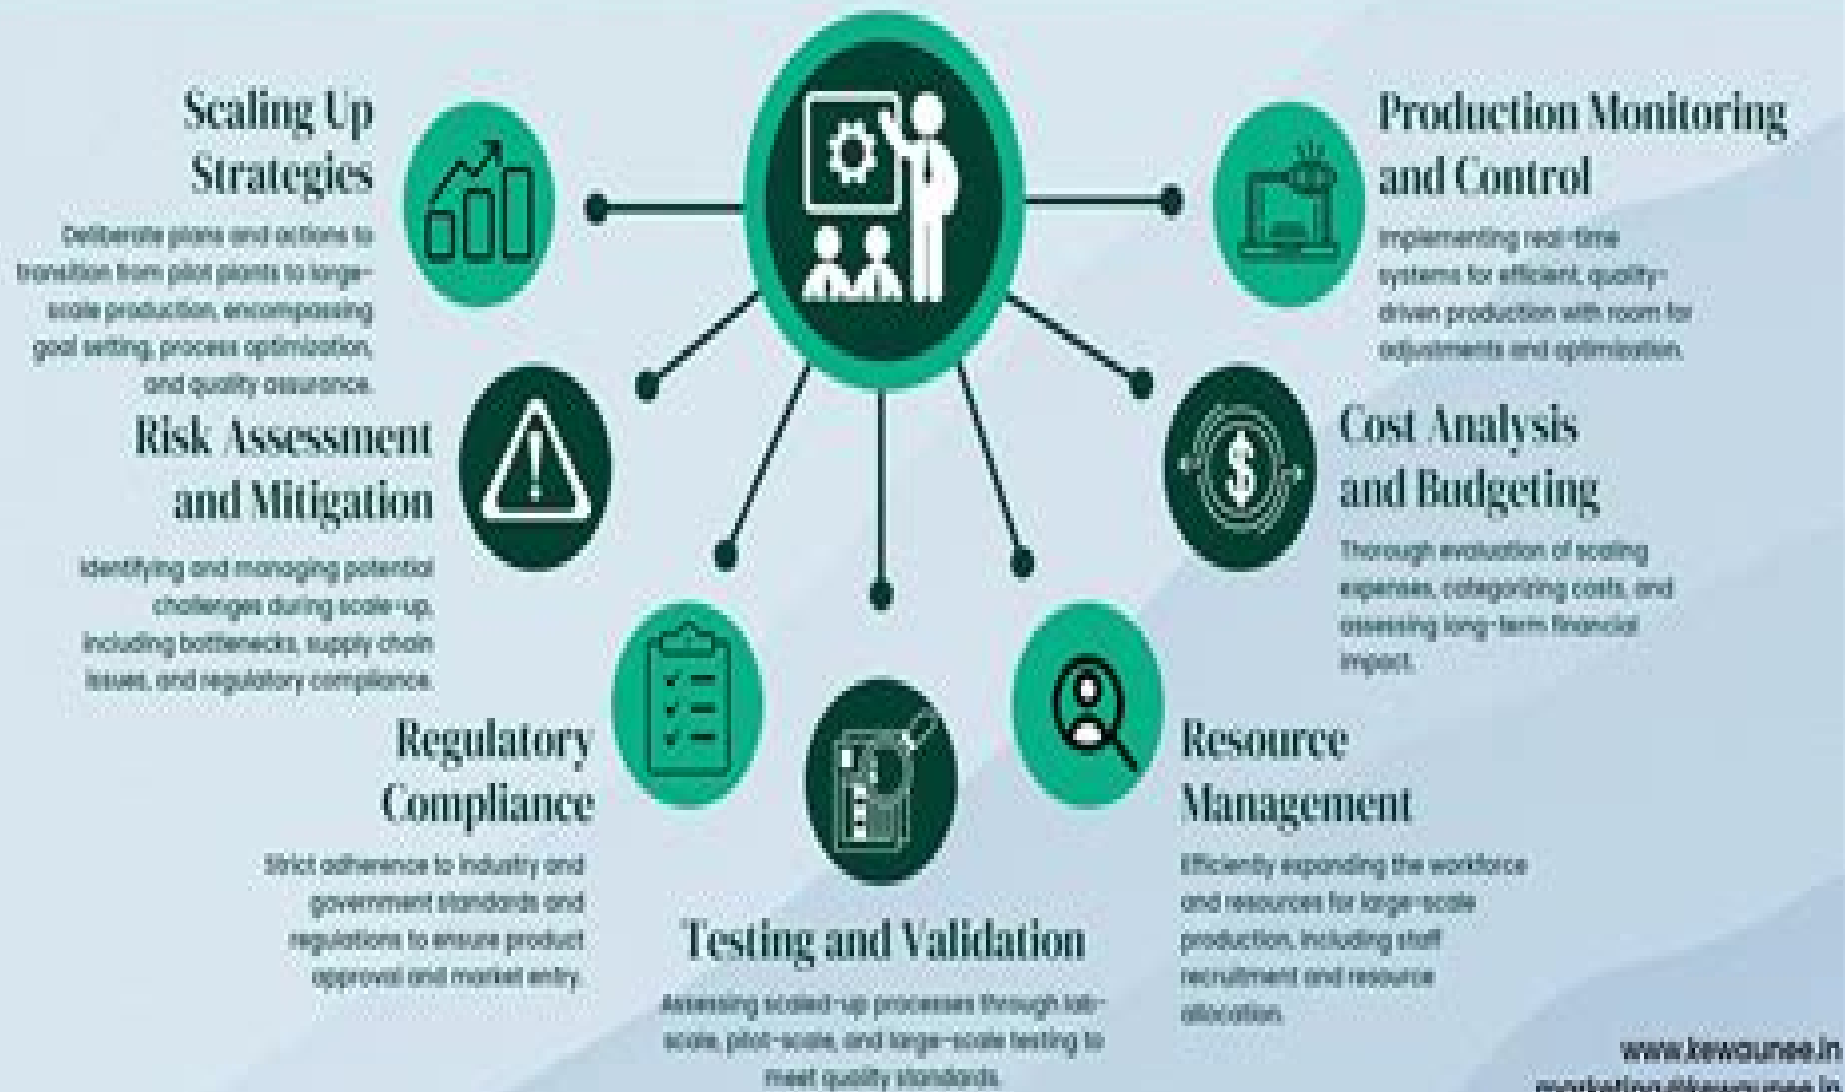 Scaling Up
Strategies
Deliberate plans and actions to
transition from pilot plants to large-
scale production, encompassing
goal setting, process optimization,
and quality assurance.
Risk Assessment
and Mitigation
Identifying and managing potential
challenges during scale-up,
including bottlenecks, supply chain
issues, and regulatory compliance.
Regulatory
Compliance
Strict adherence to industry and
government standards and
regulations to ensure product
approval and market entry.
Testing and Validation
Assessing scaled-up processes through lab-
scale, pilot-scale, and large-scale testing to
meet quality standards.
Resource
Management
Efficiently expanding the workforce
and resources for large-scale
production, including staff
recruitment and resource
allocation.
Cost Analysis
and Budgeting
Thorough evaluation of scaling
expenses, categorizing costs, and
assessing long-term financial
impact.
Production Monitoring
and Control
Implementing real-time
systems for efficient, quality-
driven production with room for
adjustments and optimization.
www.kewaunee.in
marketing@kewaunee.in